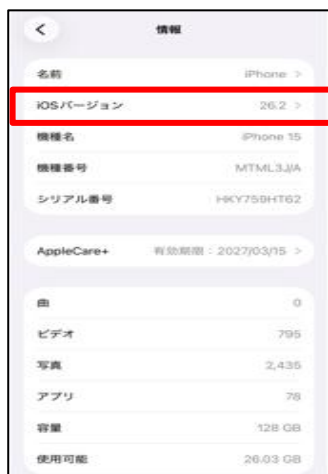 情報
名前 iPhone >
iOSバージョン 26.2 >
機種名 iPhone 15
機種番号 MTML3J/A
シリアル番号 HKY759HT62
AppleCare+ 有効期限：2027/03/15 >
曲 0
ビデオ 795
写真 2,435
アプリ 78
容量 128 GB
使用可能 26.03 GB